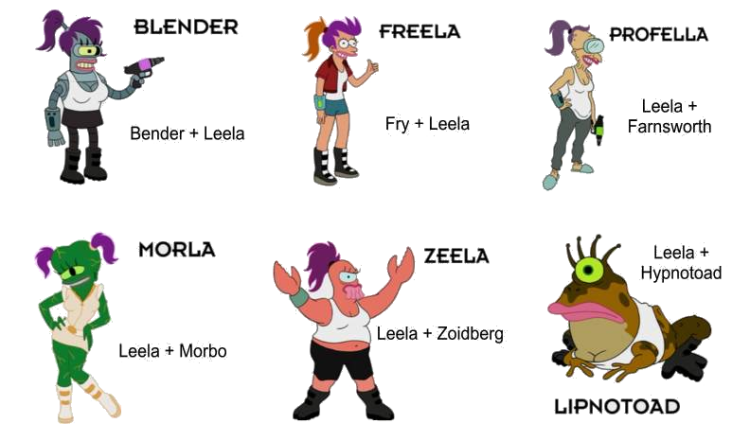 BLENDER
Bender + Leela
FREELA
Fry + Leela
PROFELLA
Leela +
Farnsworth
MORLA
Leela + Morbo
ZEELA
Leela + Zoidberg
Leela +
Hypnotoad
LIPNOTOAD